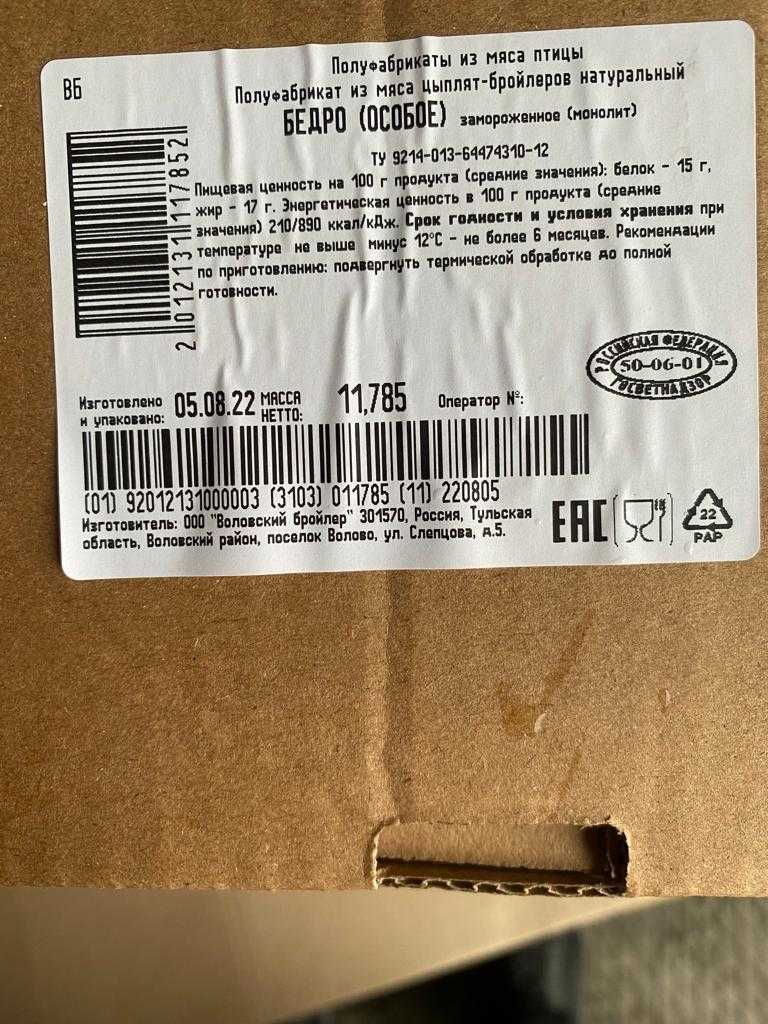 ВБ
Полуфабрикаты из мяса птицы
Полуфабрикат из мяса цыплят-бройлеров натуральный
БЕДРО (ОСОБОЕ) замороженное (монолит)
ТУ 9214-013-64474310-12
Пищевая ценность на 100 г продукта (средние значения): белок - 15 г,
жир - 17 г. Энергетическая ценность в 100 г продукта (средние
значения) 210/890 ккал/кДж. Срок годности и условия хранения при
температуре не выше минус 12°С - не более 6 месяцев. Рекомендации
по приготовлению: подвергнуть термической обработке до полной
готовности.
2 012131 117852
РОССИЙСКАЯ ФЕДЕРАЦИЯ
50-06-01
ГОСВЕТНАДЗОР
Изготовлено
и упаковано: 05.08.22 МАССА НЕТТО: 11,785 Оператор №:
(01) 92012131000003 (3103) 011785 (11) 220805
Изготовитель: ООО "Воловский бройлер" 301570, Россия, Тульская
область, Воловский район, поселок Волово, ул. Слепцова, д.5.
ЕАС
22
PAP